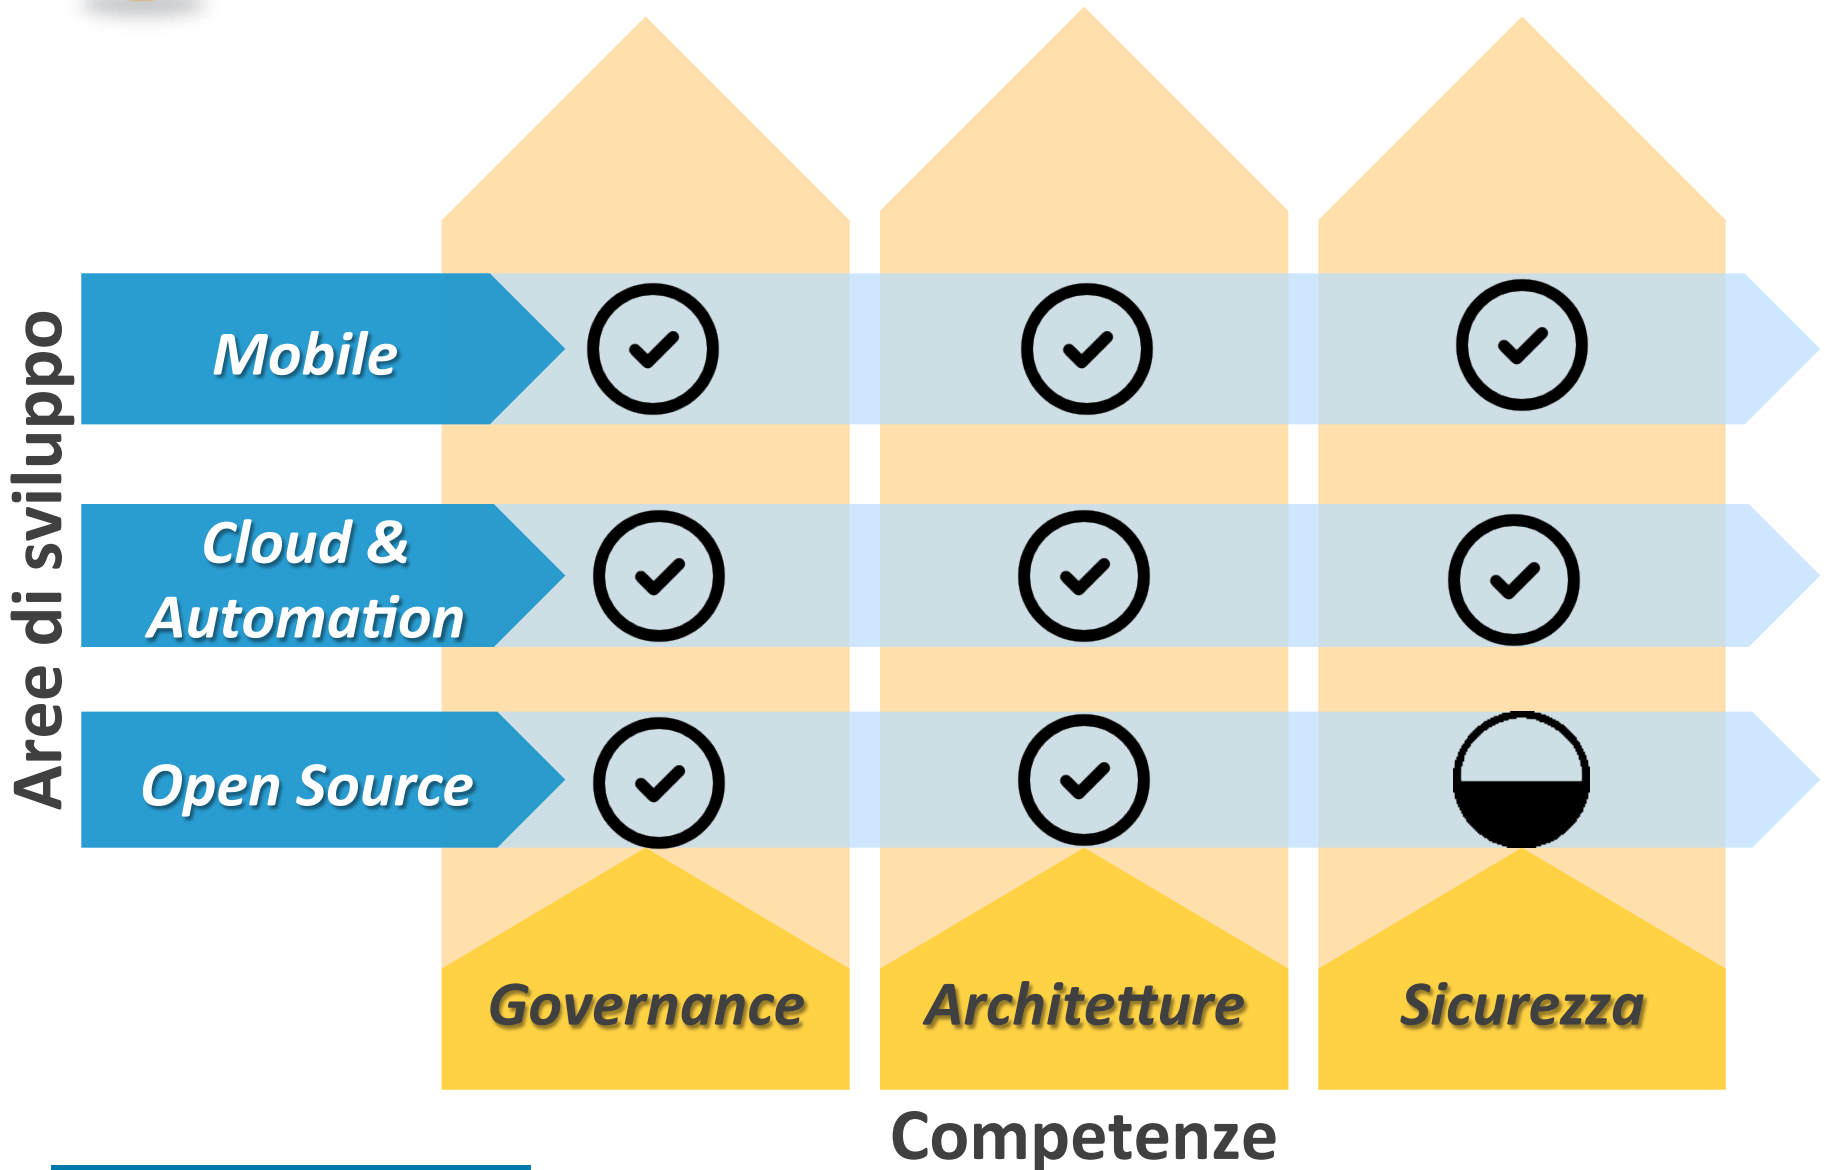 Aree di sviluppo
Mobile
Cloud &
Automation
Open Source
Governance
Architetture
Sicurezza
Competenze